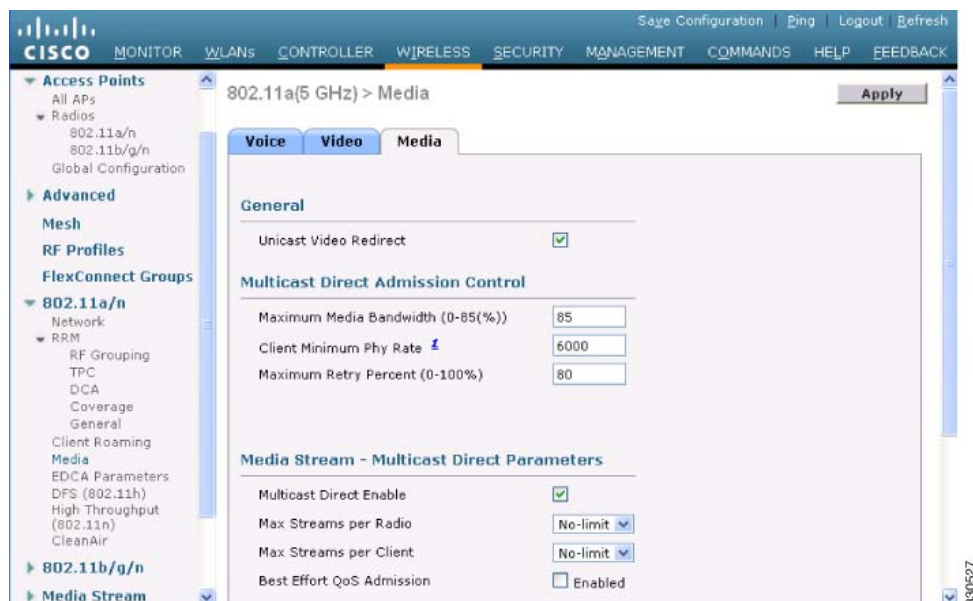 Save Configuration | Ping | Logout | Refresh
CISCO MONITOR WLANs CONTROLLER WIRELESS SECURITY MANAGEMENT COMMANDS HELP FEEDBACK
Access Points
All APs
Radios
802.11a/n
802.11b/g/n
Global Configuration
Advanced
Mesh
RF Profiles
FlexConnect Groups
802.11a/n
Network
RRM
RF Grouping
TPC
DCA
Coverage
General
Client Roaming
Media
EDCA Parameters
DFS (802.11h)
High Throughput
(802.11n)
CleanAir
802.11b/g/n
Media Stream
802.11a(5 GHz) > Media
Apply
Voice Video Media
General
Unicast Video Redirect
Multicast Direct Admission Control
Maximum Media Bandwidth (0-85(%)) 85
Client Minimum Phy Rate 1 6000
Maximum Retry Percent (0-100%) 80
Media Stream - Multicast Direct Parameters
Multicast Direct Enable
Max Streams per Radio No-limit
Max Streams per Client No-limit
Best Effort QoS Admission Enabled